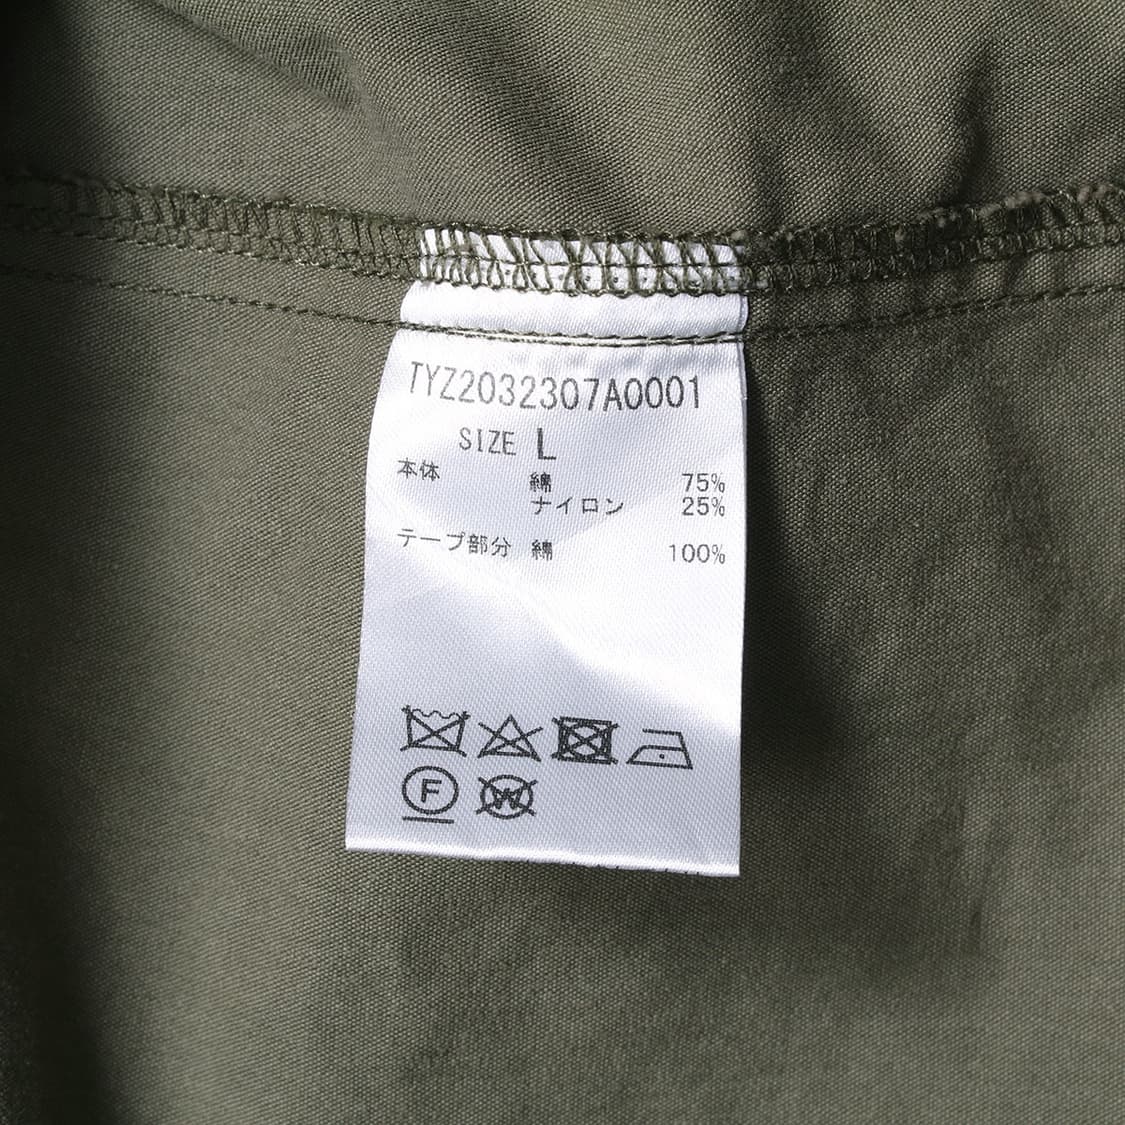 TYZ2032307A0001
SIZE L
本体 綿 75%
ナイロン 25%
テープ部分 綿 100%
F W